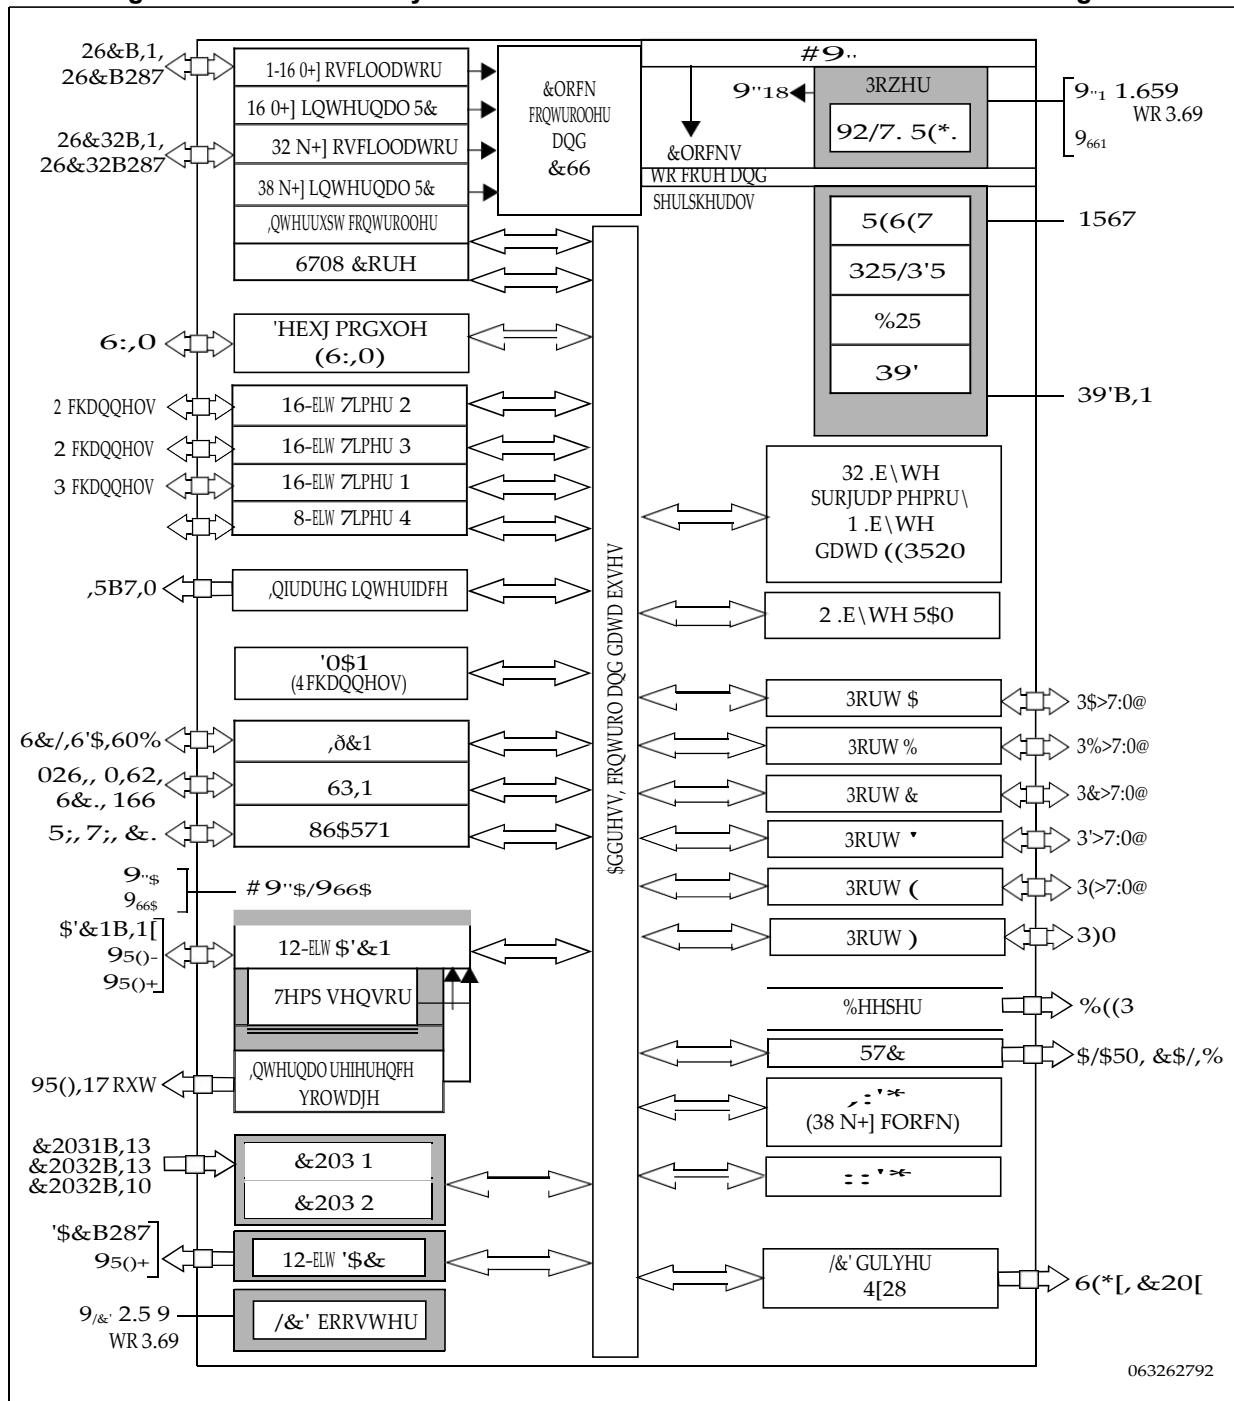 26&B,1,
26&B287
1-16 0+] RVFLOODWRU
16 0+] LQWHUQDO 5&
26&32B,1,
26&32B287
32 N+] RVFLOODWRU
38 N+] LQWHUQDO 5&
,QWHUUXSW FRQWUROOHU
6708 &RUH
&ORFN
FRQWUROOHU
DQG
&66
#9''
9''18
&ORFNV
WR FRUH DQG
SHULSKHUDOV
3RZHU
92/7. 5(*.
9''1 1.659
WR 3.69
9661
5(6(7
325/3'5
%25
39'
1567
39'B,1
6:,0
'HEXJ PRGXOH
(6:,0)
2 FKDQQHOV
16-ELW 7LPHU 2
2 FKDQQHOV
16-ELW 7LPHU 3
3 FKDQQHOV
16-ELW 7LPHU 1
8-ELW 7LPHU 4
,5B7,0
,QIUDUHG LQWHUIDFH
'0$1
(4 FKDQQHOV)
6&/,6'$,60%
,ð&1
026,, 0,62,
6&., 166
63,1
5;,, 7;,, &.
86$571
9''$
966$
#9''$/966$
$'&1B,1[
95()-
95()+
12-ELW $'&1
7HPS VHQVRU
95(),17 RXW
,QWHUQDO UHIHUHQFH
YROWDJH
&2031B,13
&2032B,13
&2032B,10
&203 1
&203 2
'$&B287
95()+
12-ELW '$&
9/&' 2.5 9
WR 3.69
/&' ERRVWHU
$GGUHVV, FRQWURO DQG GDWD EXVHV
32 .E\WH
SURJUDP PHPRU\
1 .E\WH
GDWD ((3520
2 .E\WH 5$0
3RUW $
3$>7:0@
3RUW %
3%>7:0@
3RUW &
3&>7:0@
3RUW '
3'>7:0@
3RUW (
3(>7:0@
3RUW )
3)0
%HHSHU
%((3
57&
$/$50, &$/,%
,:'*
(38 N+] FORFN)
::'*
/&' GULYHU
4[28
6(*[, &20[
063262792